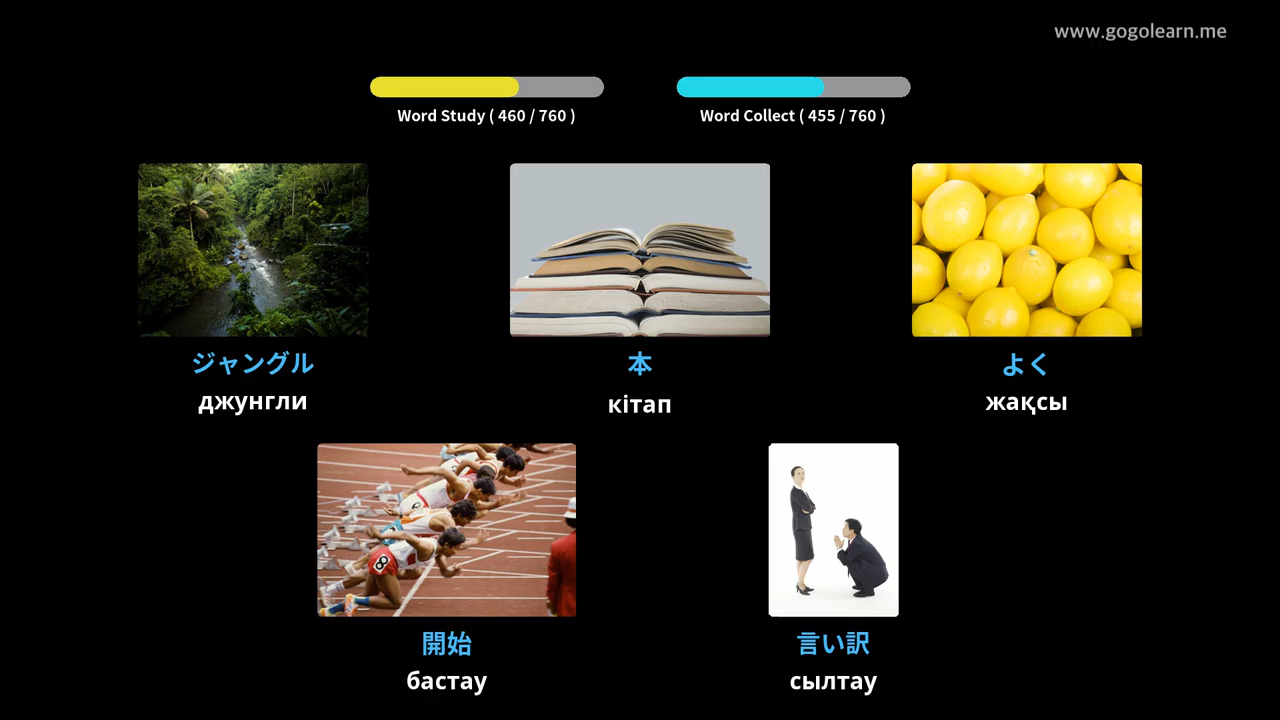 www.gogolearn.me
Word Study ( 460 / 760 )
Word Collect ( 455 / 760 )
ジャングル
джунгли
本
кітап
よく
жақсы
開始
бастау
言い訳
сылтау